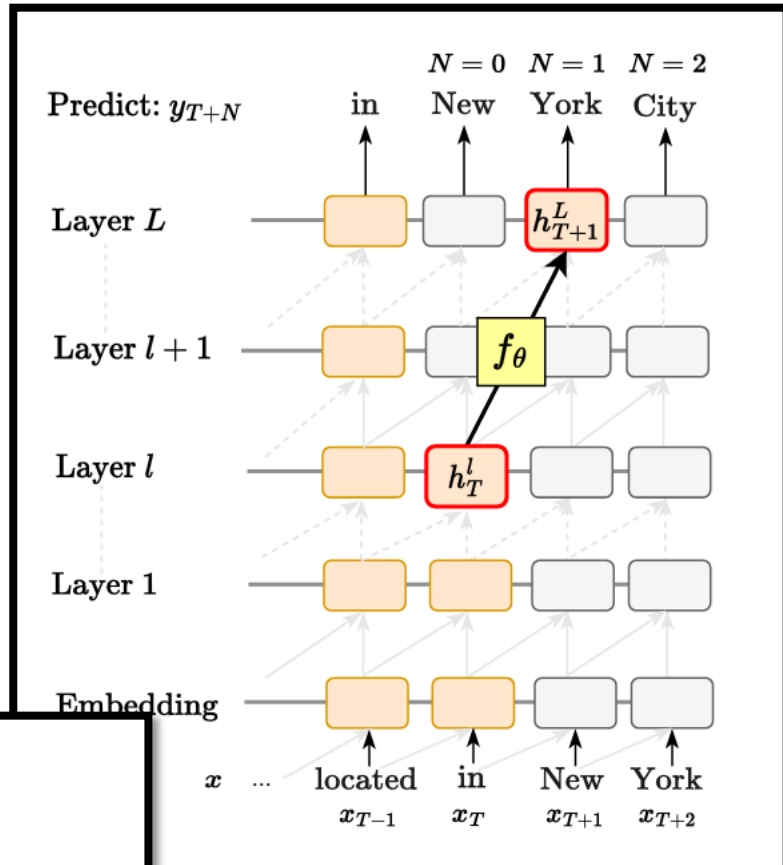 N = 0 N = 1 N = 2
Predict: y_{T+N} in New York City
Layer L h^L_{T+1}
Layer l + 1 f_θ
Layer l h^l_T
Layer 1
Embedding
x ... located in New York
x_{T−1} x_T x_{T+1} x_{T+2}